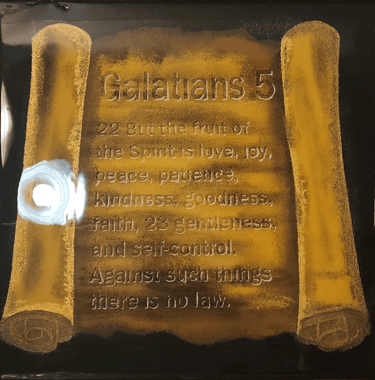 Galatians 5
22 But the fruit of
the Spirit is love, joy,
peace, patience,
kindness, goodness,
faith, 23 gentleness,
and self-control.
Against such things
there is no law.